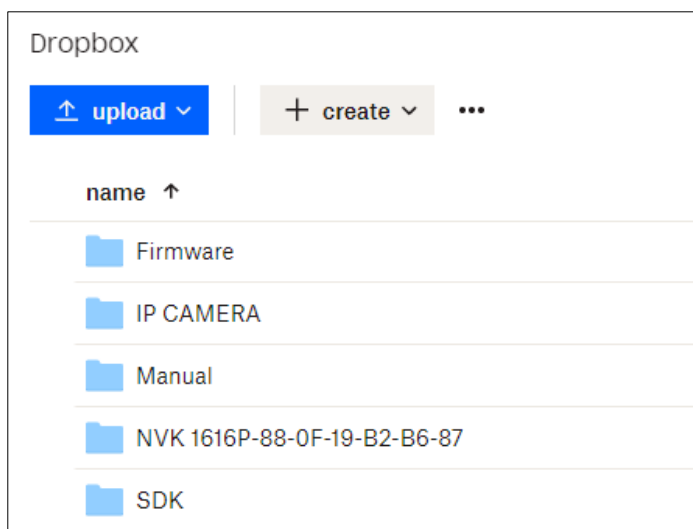 Dropbox
upload
+ create •••
name ↑
Firmware
IP CAMERA
Manual
NVK 1616P-88-0F-19-B2-B6-87
SDK